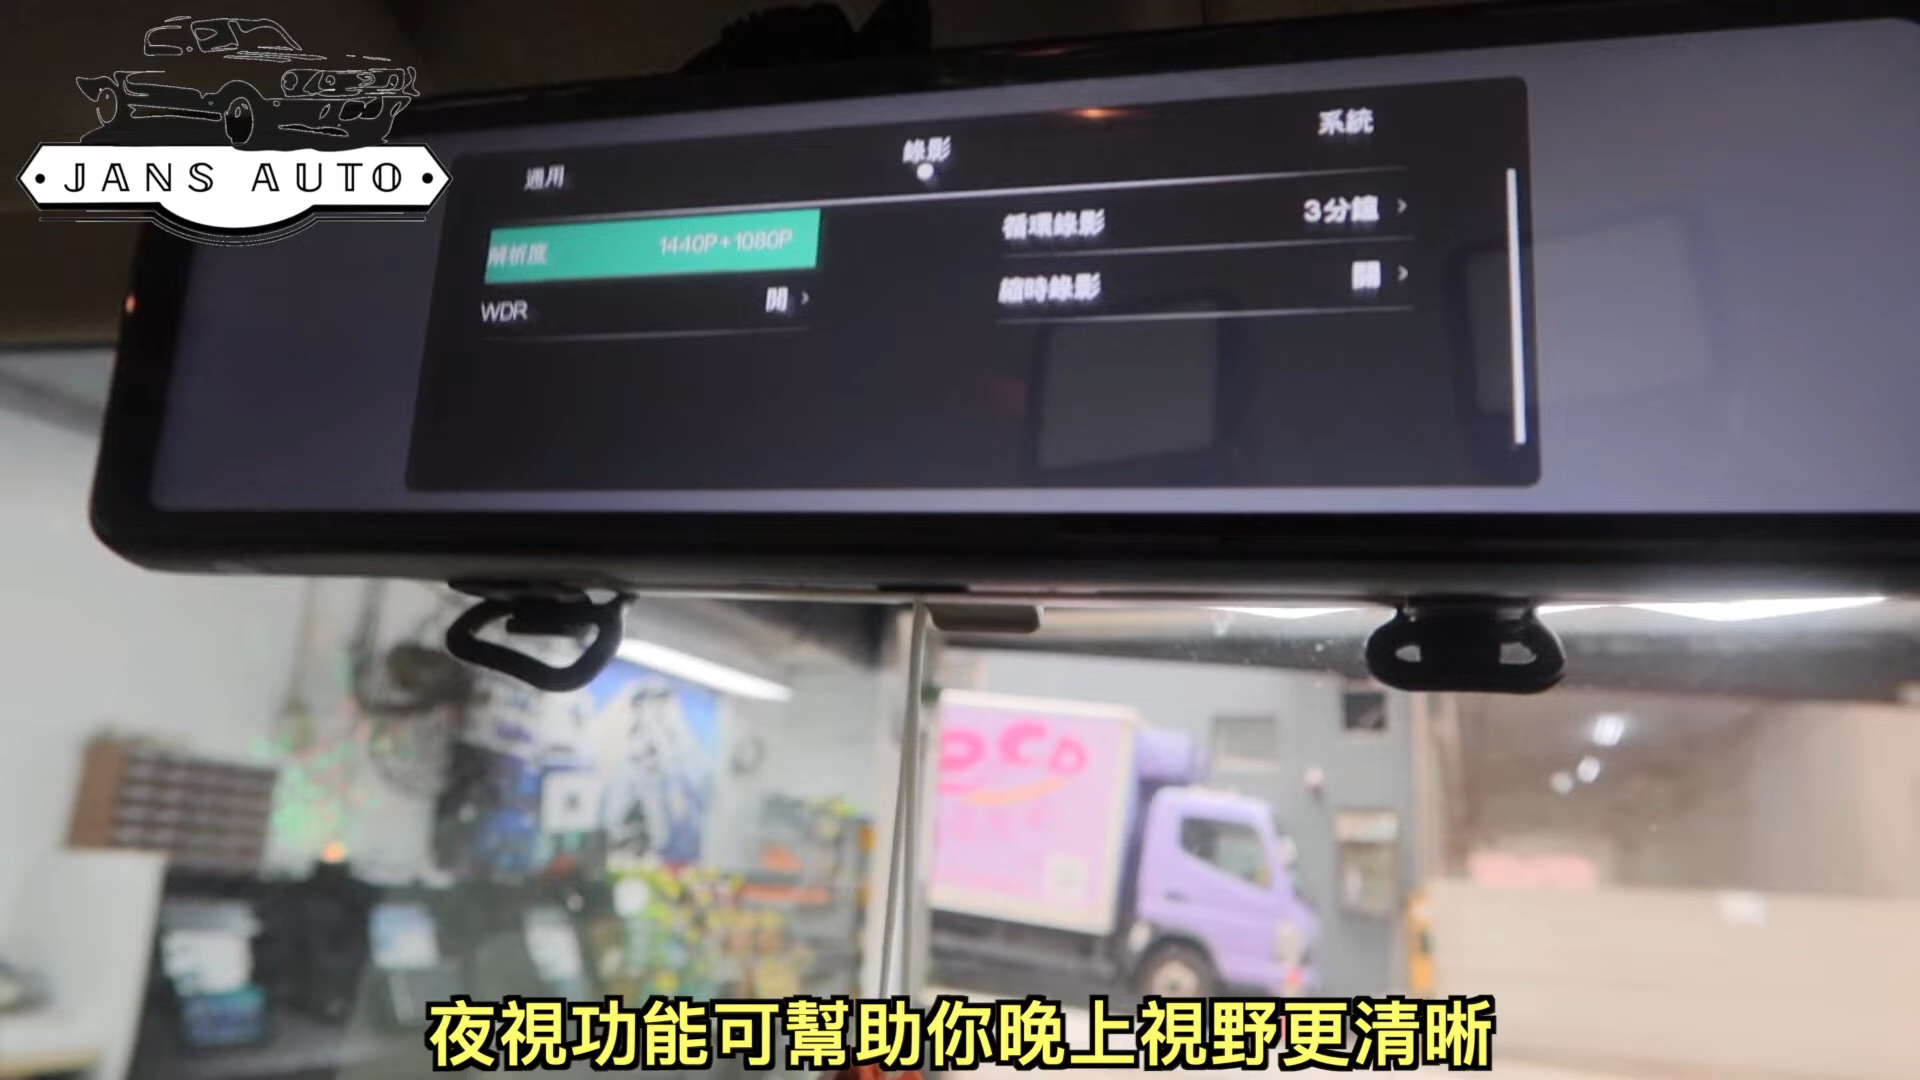 JANS AUTO
通用
錄影
系統
解析度 1440P+1080P
循環錄影 3分鐘
WDR 開
縮時錄影 關
夜視功能可幫助你晚上視野更清晰